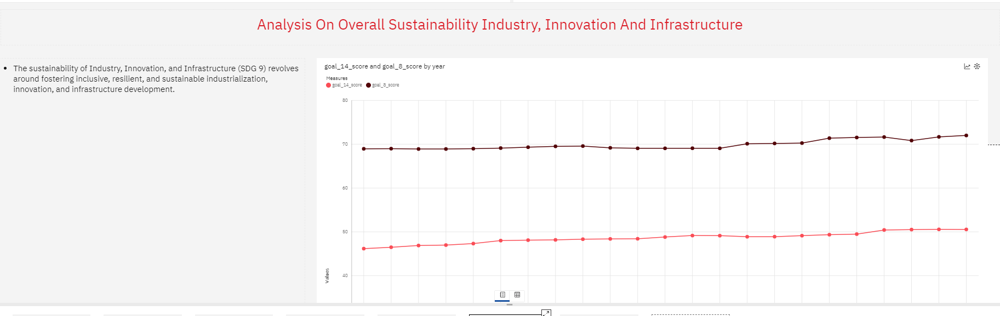 Analysis On Overall Sustainability Industry, Innovation And Infrastructure
• The sustainability of Industry, Innovation, and Infrastructure (SDG 9) revolves
around fostering inclusive, resilient, and sustainable industrialization,
innovation, and infrastructure development.
goal_14_score and goal_8_score by year
Measures
goal_14_score goal_8_score
80
70
60
50
40
Values